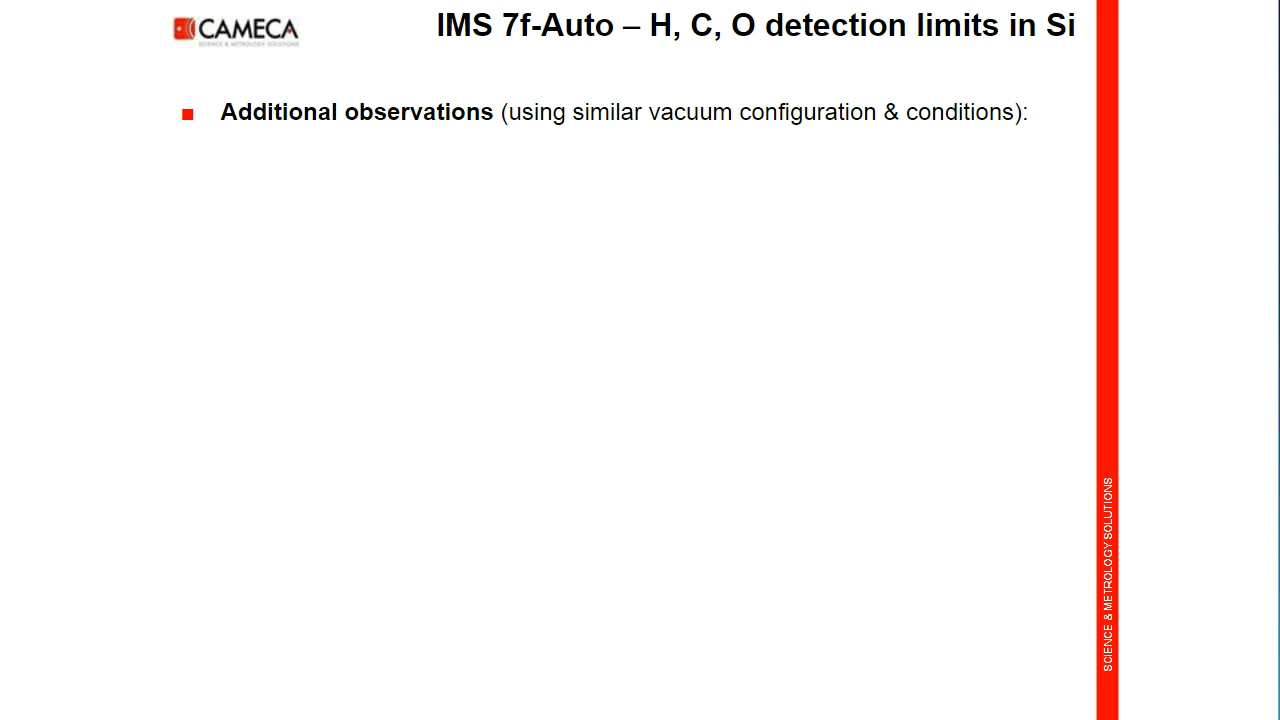 CAMECA
SCIENCE & METROLOGY SOLUTIONS
IMS 7f-Auto – H, C, O detection limits in Si
Additional observations (using similar vacuum configuration & conditions):
SCIENCE & METROLOGY SOLUTIONS